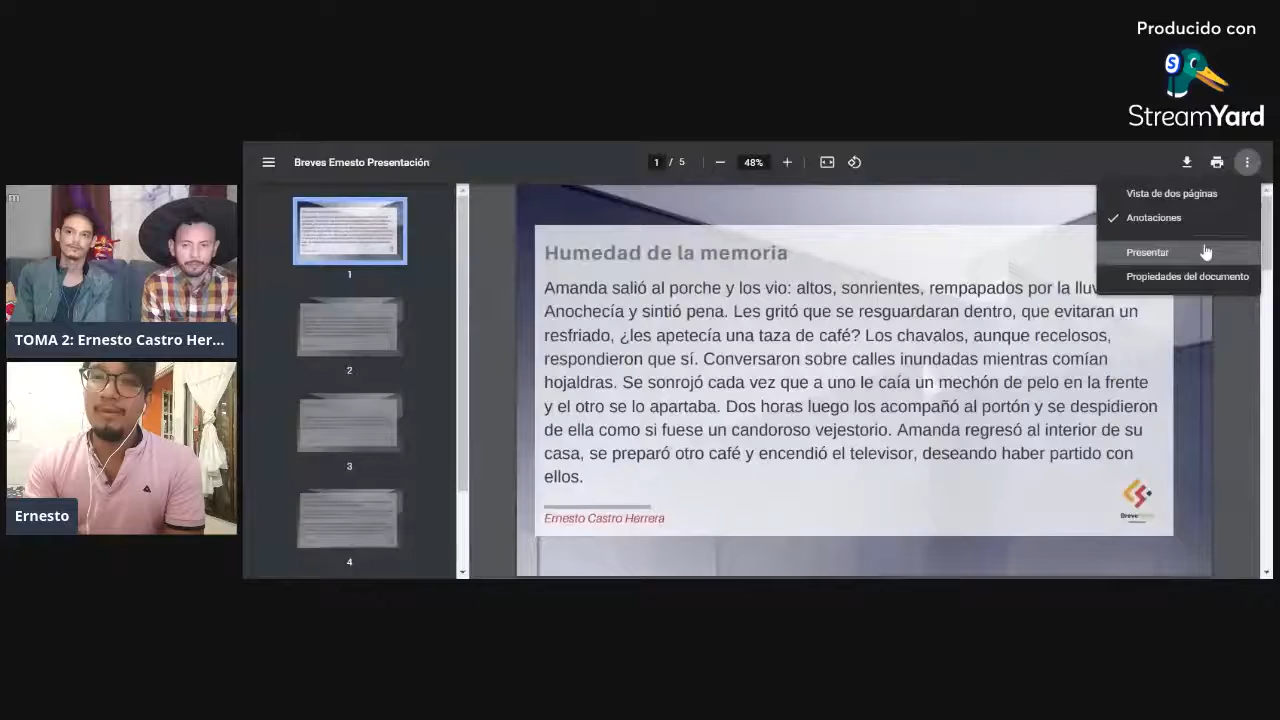 Producido con
StreamYard
Breves Ernesto Presentación
1 / 5
48%
Vista de dos páginas
Anotaciones
Presentar
Propiedades del documento
m
TOMA 2: Ernesto Castro Her...
Ernesto
1
2
3
4
Humedad de la memoria
Amanda salió al porche y los vio: altos, sonrientes, rempapados por la lluv
Anochecía y sintió pena. Les gritó que se resguardaran dentro, que evitaran un
resfriado, ¿les apetecía una taza de café? Los chavalos, aunque recelosos,
respondieron que sí. Conversaron sobre calles inundadas mientras comían
hojaldras. Se sonrojó cada vez que a uno le caía un mechón de pelo en la frente
y el otro se lo apartaba. Dos horas luego los acompañó al portón y se despidieron
de ella como si fuese un candoroso vejestorio. Amanda regresó al interior de su
casa, se preparó otro café y encendió el televisor, deseando haber partido con
ellos.
Ernesto Castro Herrera